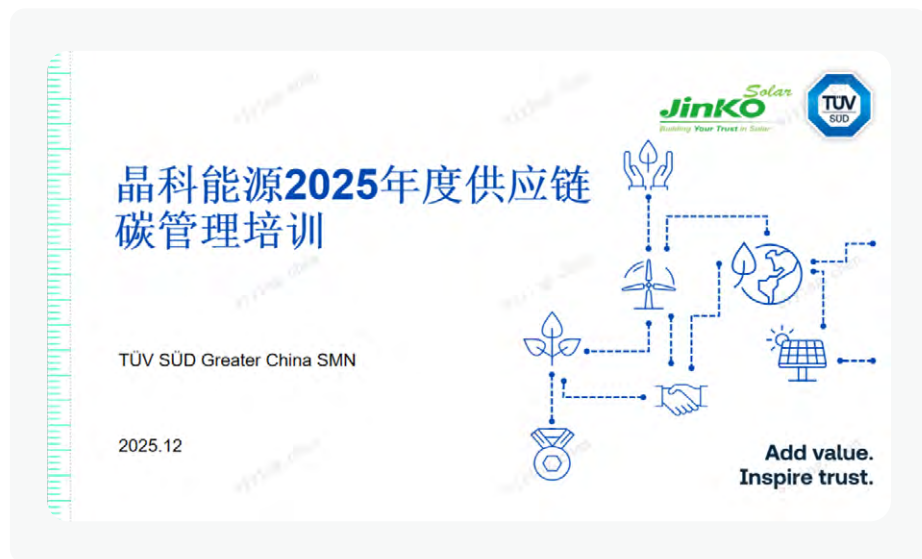 Solar
JinKO
Building Your Trust in Solar
TÜV
SÜD
晶科能源2025年度供应链
碳管理培训
TÜV SÜD Greater China SMN
2025.12
Add value.
Inspire trust.